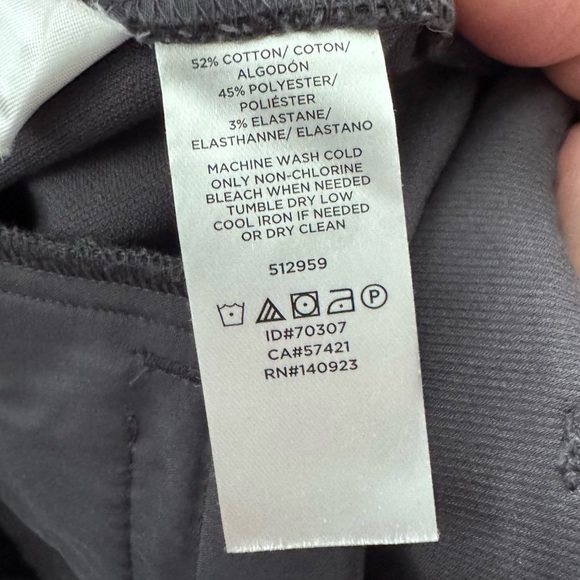 52% COTTON/ COTON/
ALGODÓN
45% POLYESTER/
POLIÉSTER
3% ELASTANE/
ELASTHANNE/ ELASTANO
MACHINE WASH COLD
ONLY NON-CHLORINE
BLEACH WHEN NEEDED
TUMBLE DRY LOW
COOL IRON IF NEEDED
OR DRY CLEAN
512959
P
ID#70307
CA#57421
RN#140923